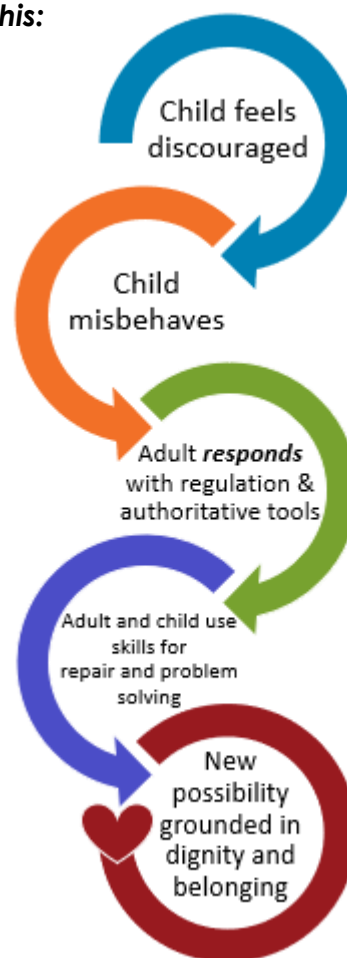 his:
Child feels
discouraged
Child
misbehaves
Adult responds
with regulation &
authoritative tools
Adult and child use
skills for
repair and problem
solving
New
possibility
grounded in
dignity and
belonging